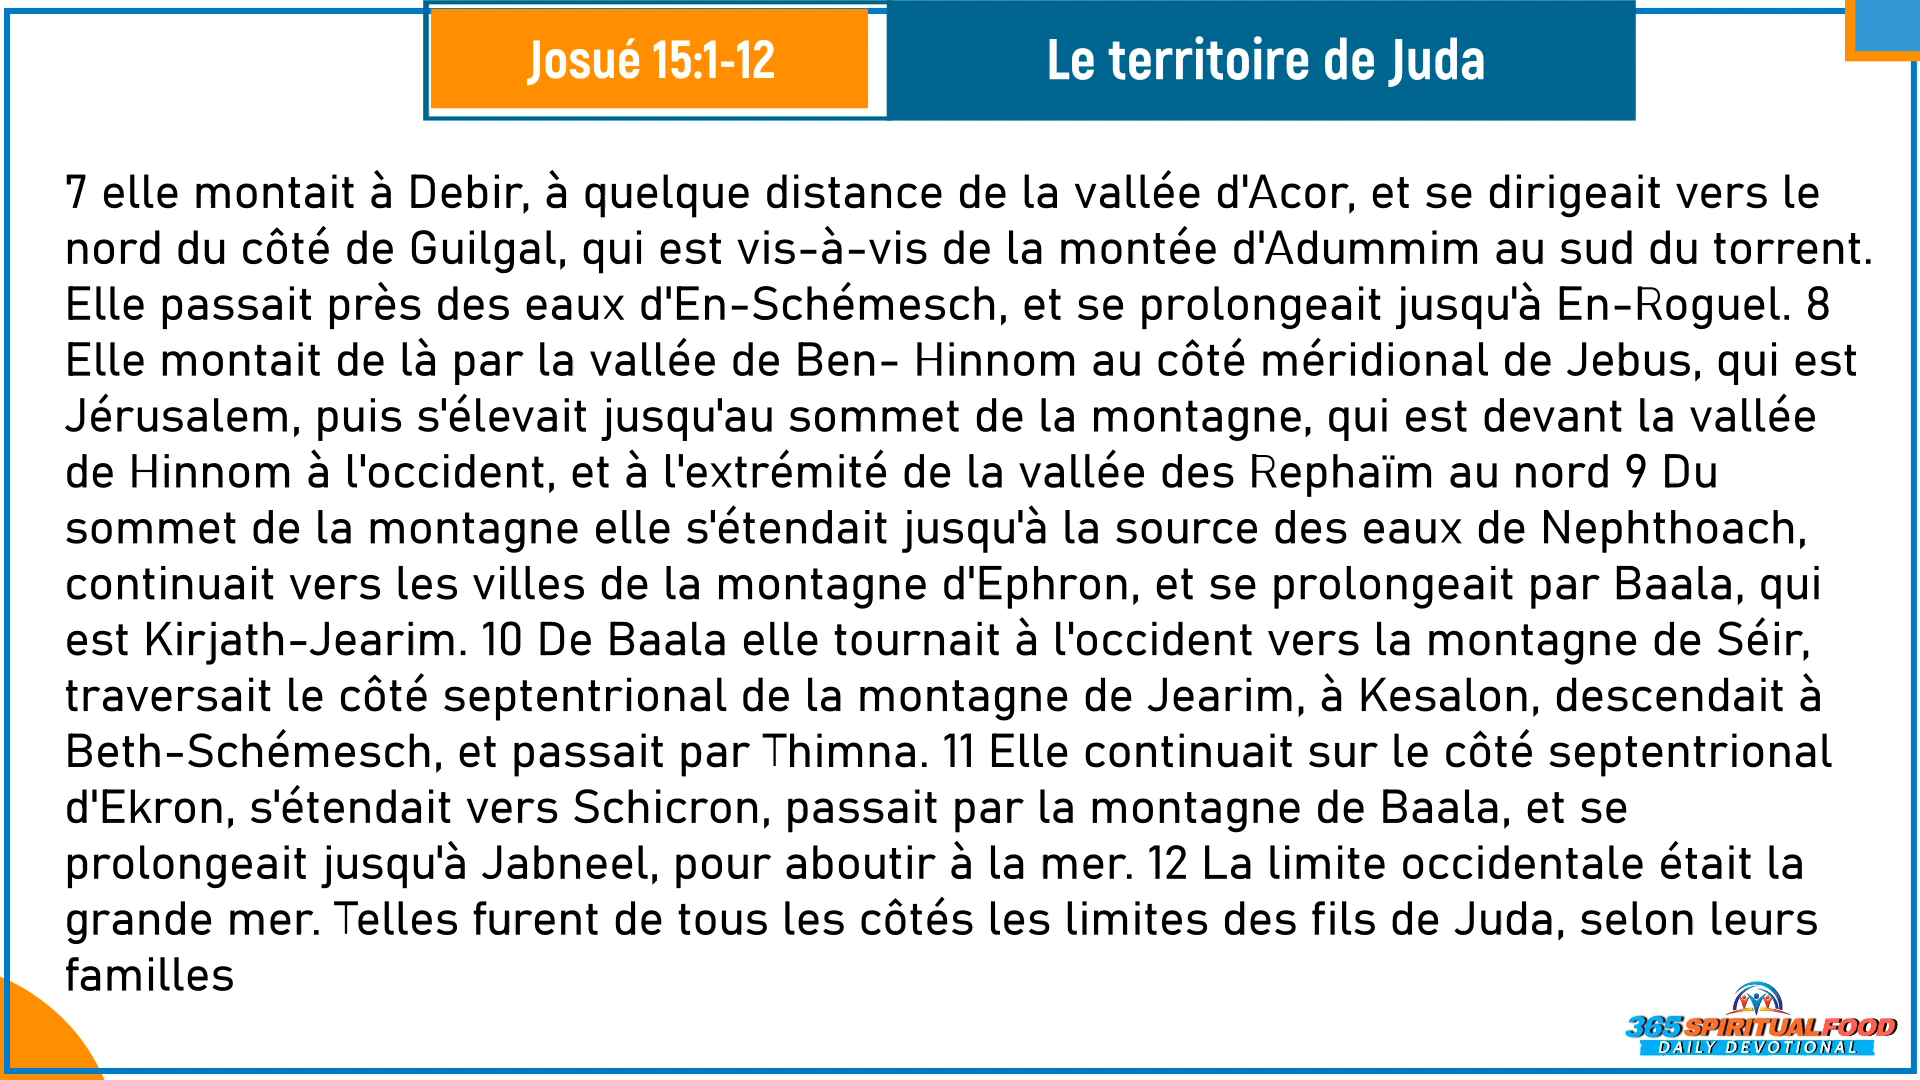 Josué 15:1-12
Le territoire de Juda
7 elle montait à Debir, à quelque distance de la vallée d'Acor, et se dirigeait vers le
nord du côté de Guilgal, qui est vis-à-vis de la montée d'Adummim au sud du torrent.
Elle passait près des eaux d'En-Schémesch, et se prolongeait jusqu'à En-Roguel. 8
Elle montait de là par la vallée de Ben- Hinnom au côté méridional de Jebus, qui est
Jérusalem, puis s'élevait jusqu'au sommet de la montagne, qui est devant la vallée
de Hinnom à l'occident, et à l'extrémité de la vallée des Rephaïm au nord 9 Du
sommet de la montagne elle s'étendait jusqu'à la source des eaux de Nephthoach,
continuait vers les villes de la montagne d'Ephron, et se prolongeait par Baala, qui
est Kirjath-Jearim. 10 De Baala elle tournait à l'occident vers la montagne de Séir,
traversait le côté septentrional de la montagne de Jearim, à Kesalon, descendait à
Beth-Schémesch, et passait par Thimna. 11 Elle continuait sur le côté septentrional
d'Ekron, s'étendait vers Schicron, passait par la montagne de Baala, et se
prolongeait jusqu'à Jabneel, pour aboutir à la mer. 12 La limite occidentale était la
grande mer. Telles furent de tous les côtés les limites des fils de Juda, selon leurs
familles
365 SPIRITUAL FOOD
DAILY DEVOTIONAL